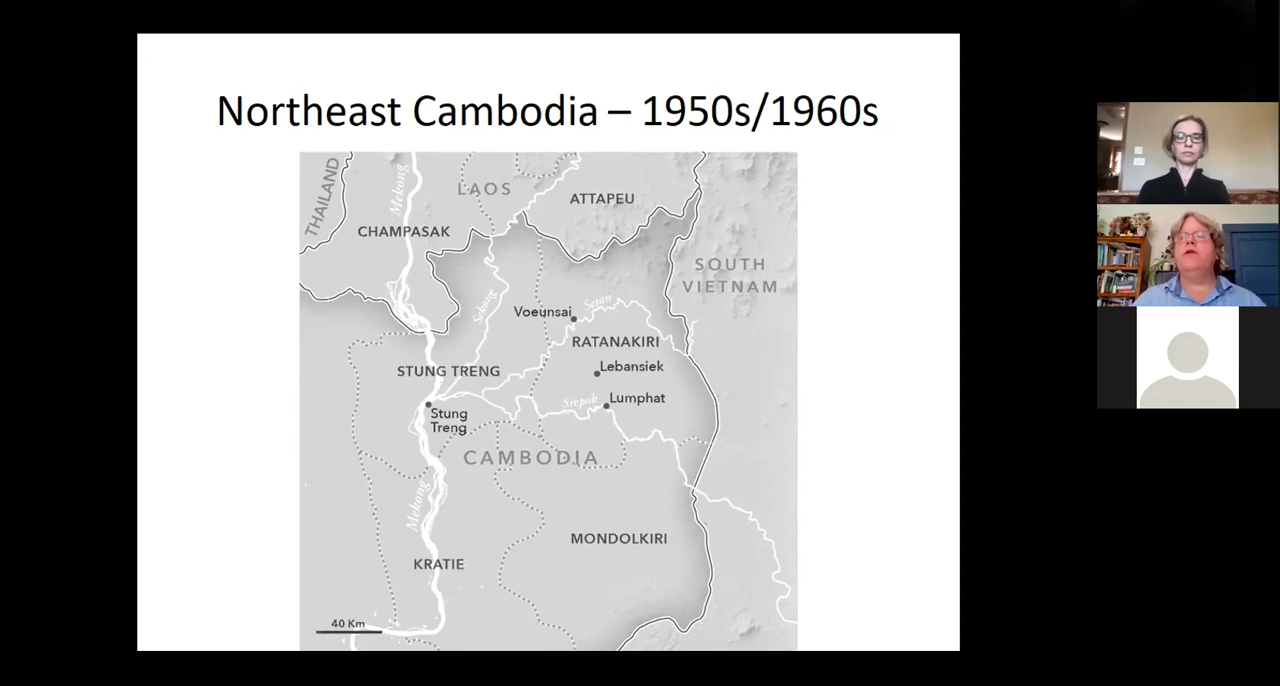 Northeast Cambodia – 1950s/1960s
THAILAND
Mekong
LAOS
ATTAPEU
CHAMPASAK
SOUTH
VIETNAM
Sekong
Voeunsai
Sesan
RATANAKIRI
STUNG TRENG
Lebansiek
Srepok
Lumphat
Stung
Treng
CAMBODIA
Mekong
MONDOLKIRI
KRATIE
40 Km